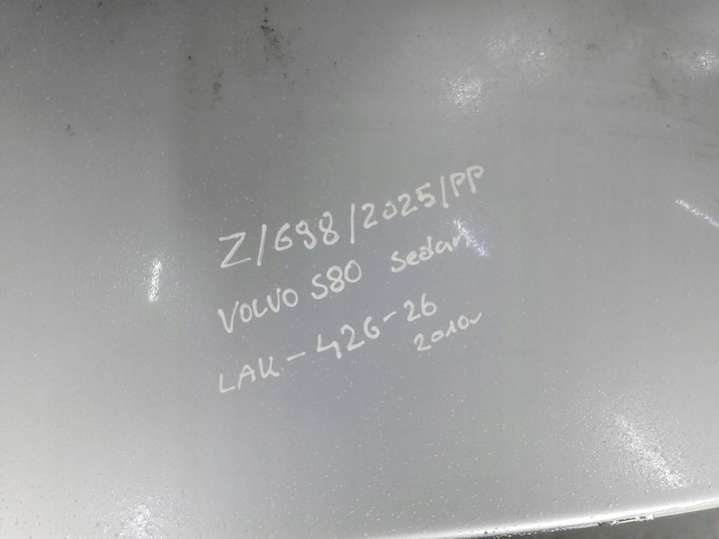 Z/698/2025/PP
VOLVO S80 Sedan
LAK-426-26
2010r